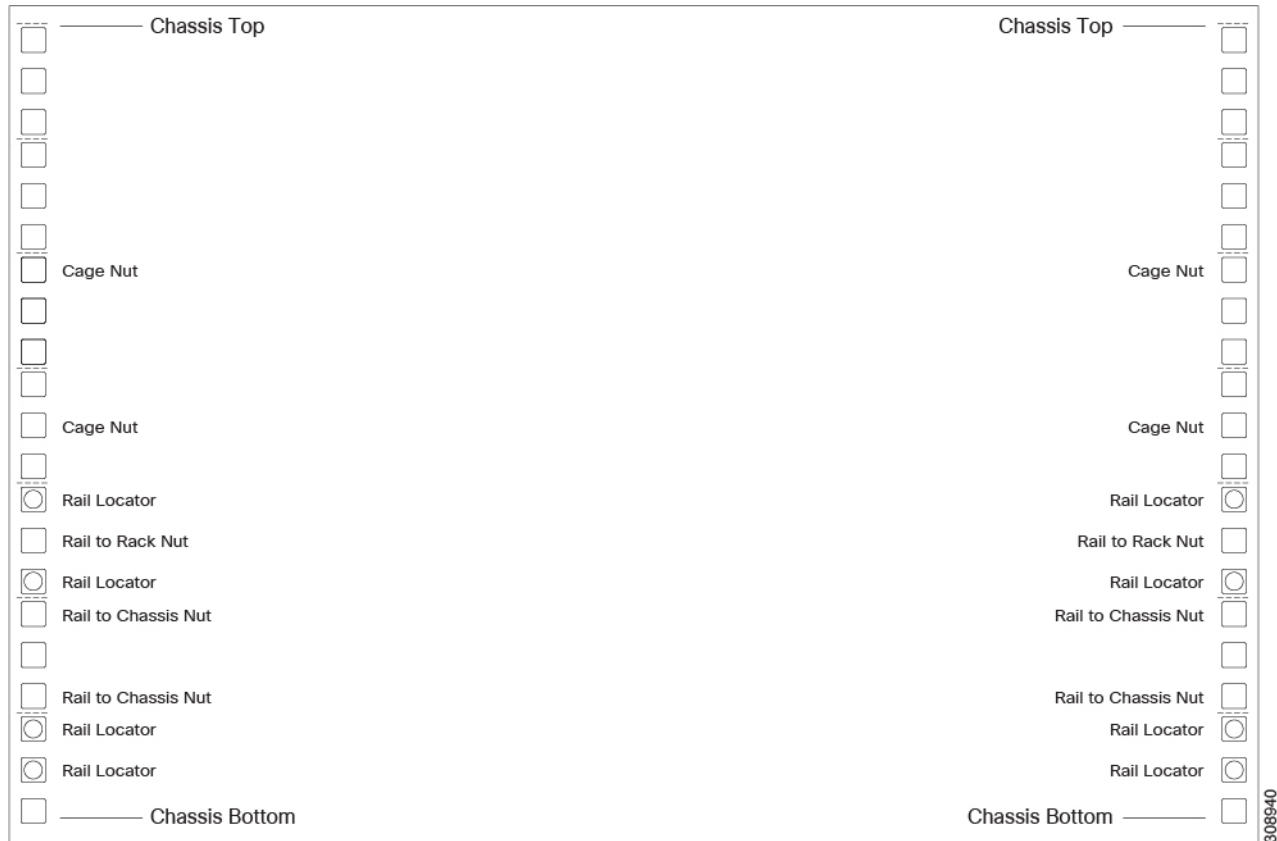 Chassis Top Chassis Top
Cage Nut Cage Nut
Cage Nut Cage Nut
Rail Locator Rail Locator
Rail to Rack Nut Rail to Rack Nut
Rail Locator Rail Locator
Rail to Chassis Nut Rail to Chassis Nut
Rail to Chassis Nut Rail to Chassis Nut
Rail Locator Rail Locator
Rail Locator Rail Locator
Chassis Bottom Chassis Bottom
308940